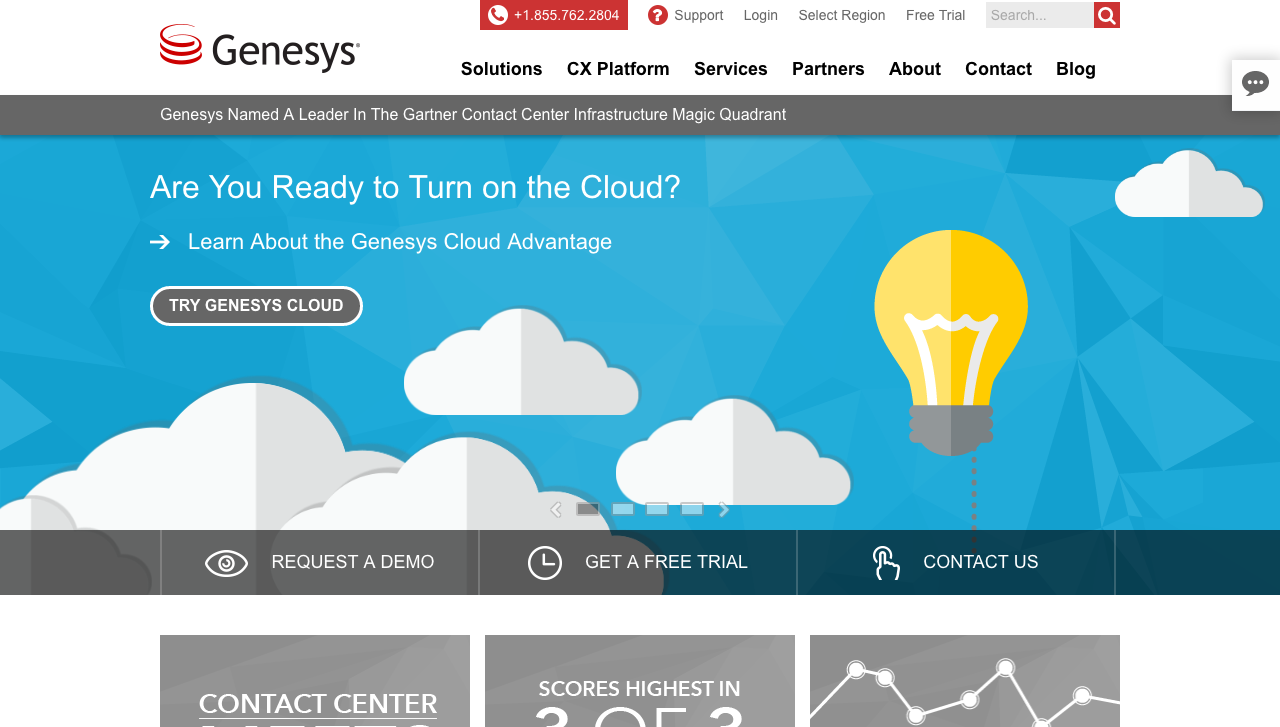 +1.855.762.2804
Support
Login
Select Region
Free Trial
Search...
Genesys
Solutions
CX Platform
Services
Partners
About
Contact
Blog
Genesys Named A Leader In The Gartner Contact Center Infrastructure Magic Quadrant
Are You Ready to Turn on the Cloud?
Learn About the Genesys Cloud Advantage
TRY GENESYS CLOUD
REQUEST A DEMO
GET A FREE TRIAL
CONTACT US
CONTACT CENTER
SCORES HIGHEST IN
3 OF 3